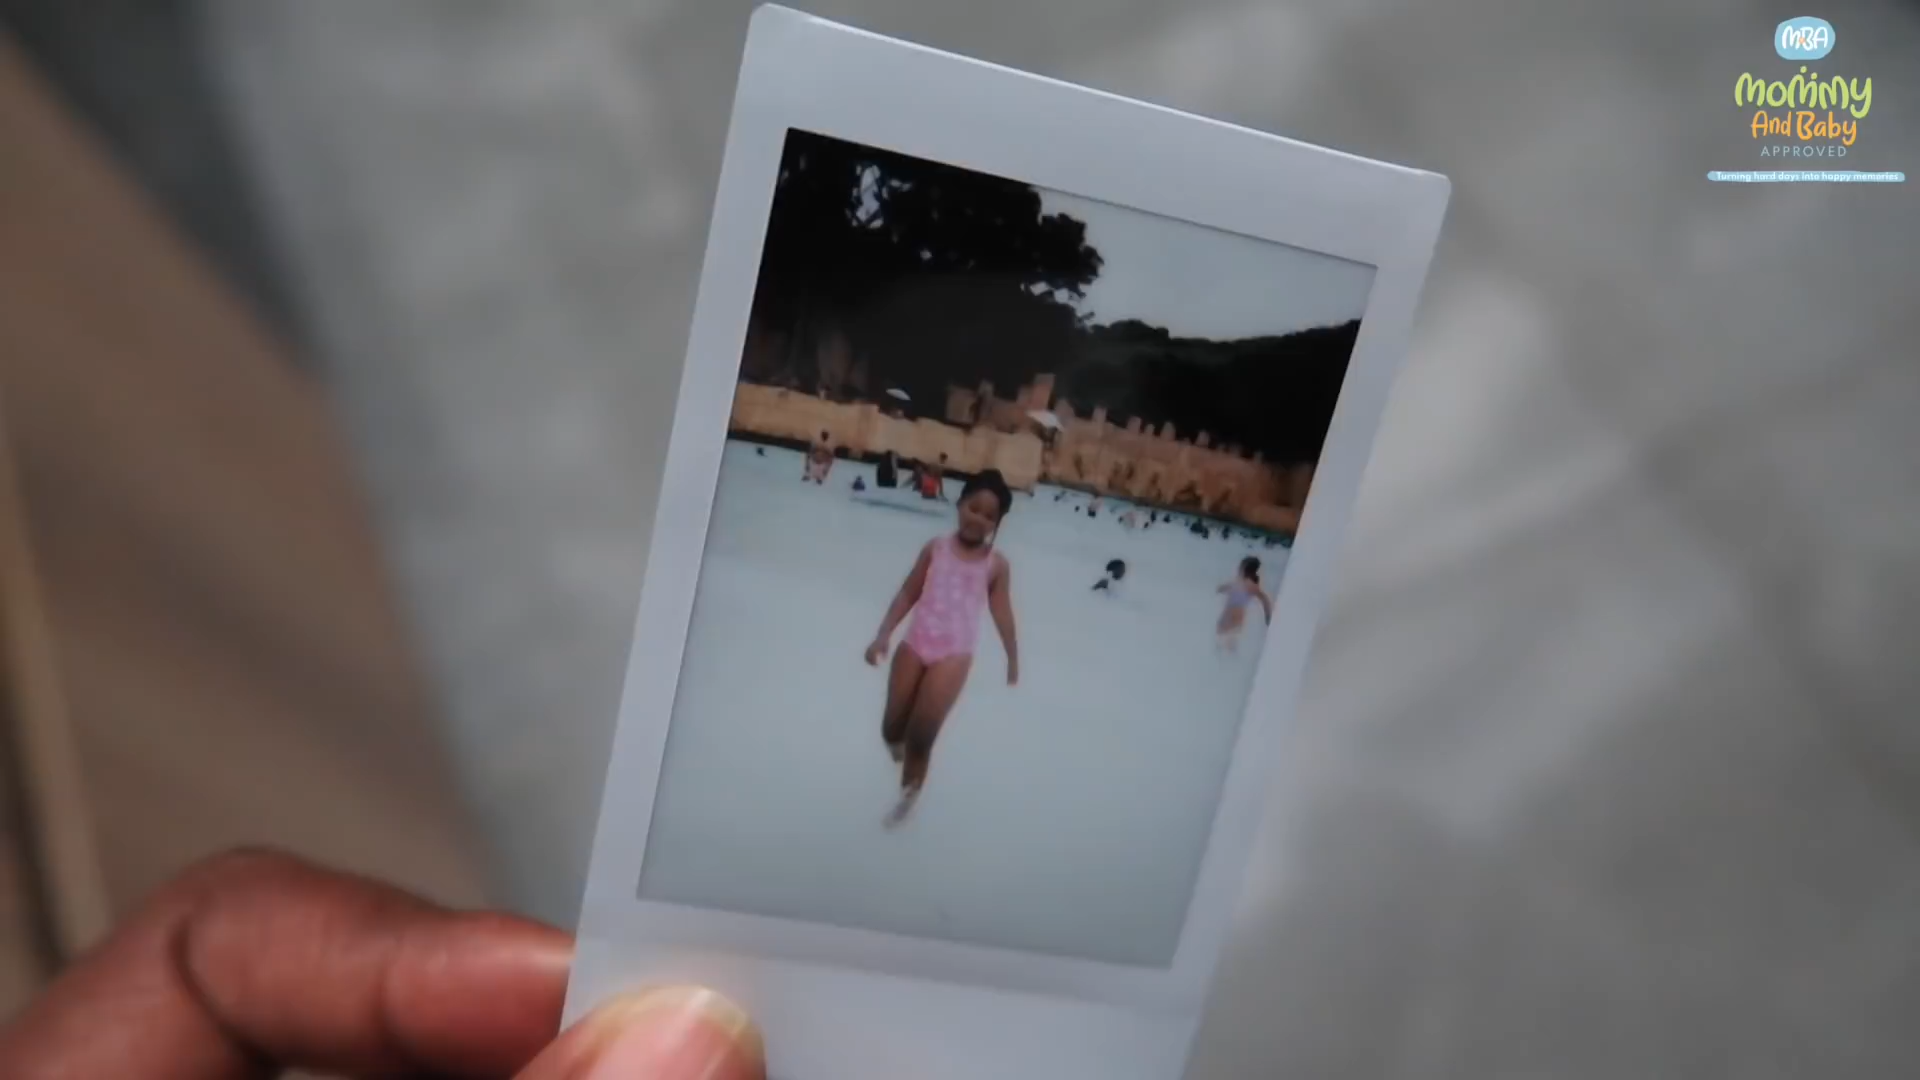 MBA
Mommy
And Baby
APPROVED
Turning hard days into happy memories